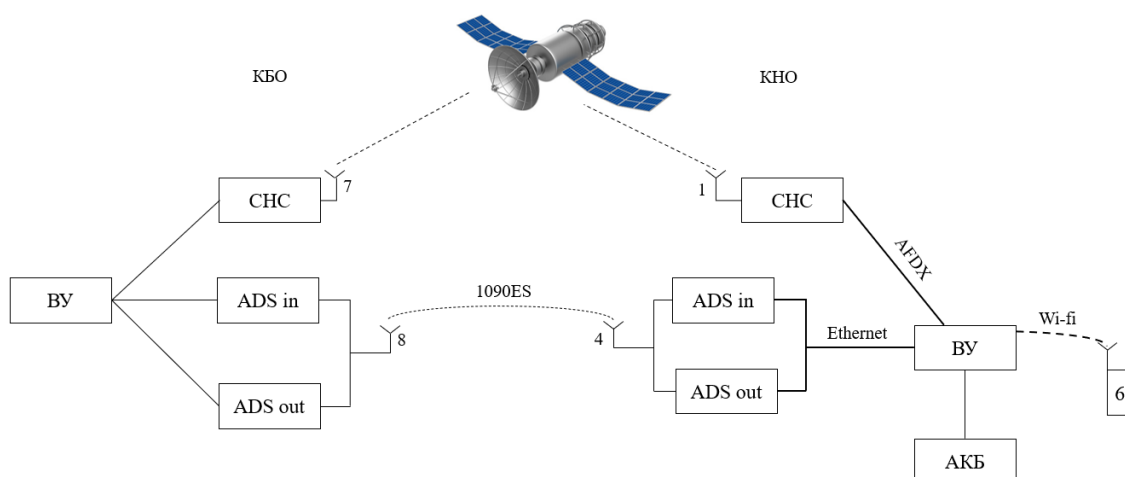 КБО
КНО
СНС
7
1
СНС
AFDX
ВУ
ADS in
1090ES
ADS in
8
4
Ethernet
ВУ
Wi-fi
ADS out
ADS out
6
АКБ